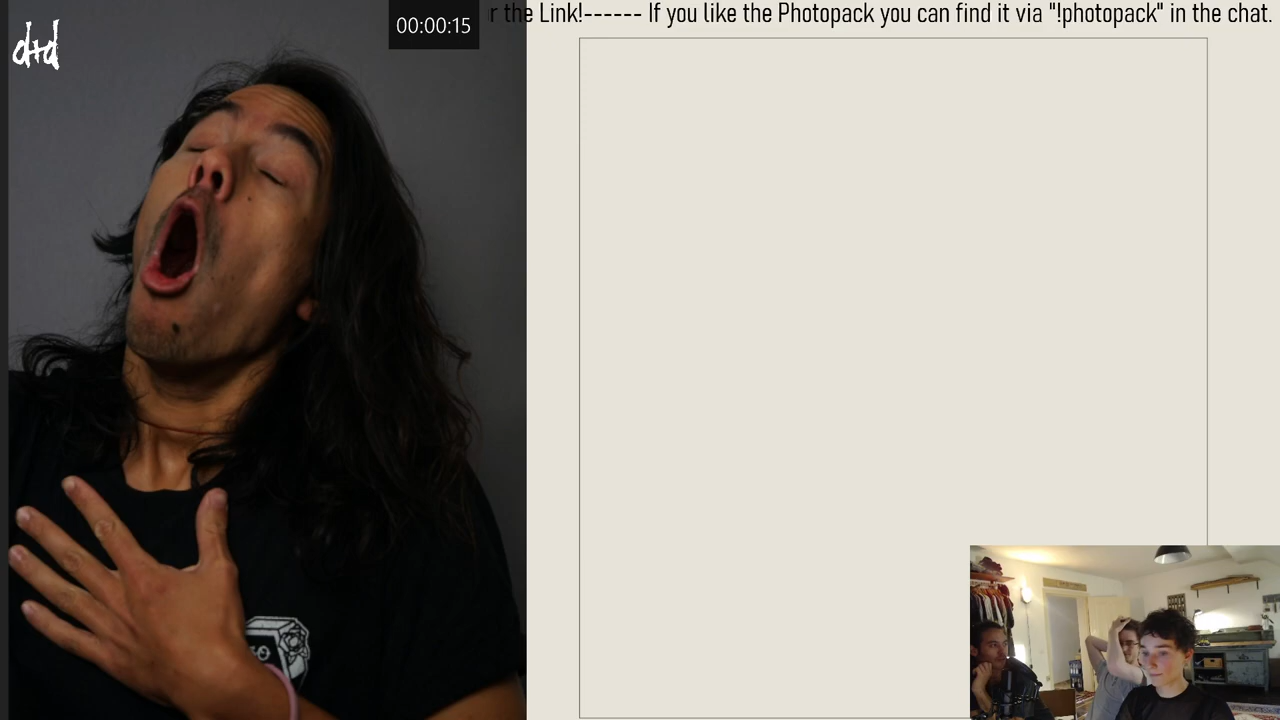 d+d
00:00:15
r the Link!------ If you like the Photopack you can find it via "!photopack" in the chat.